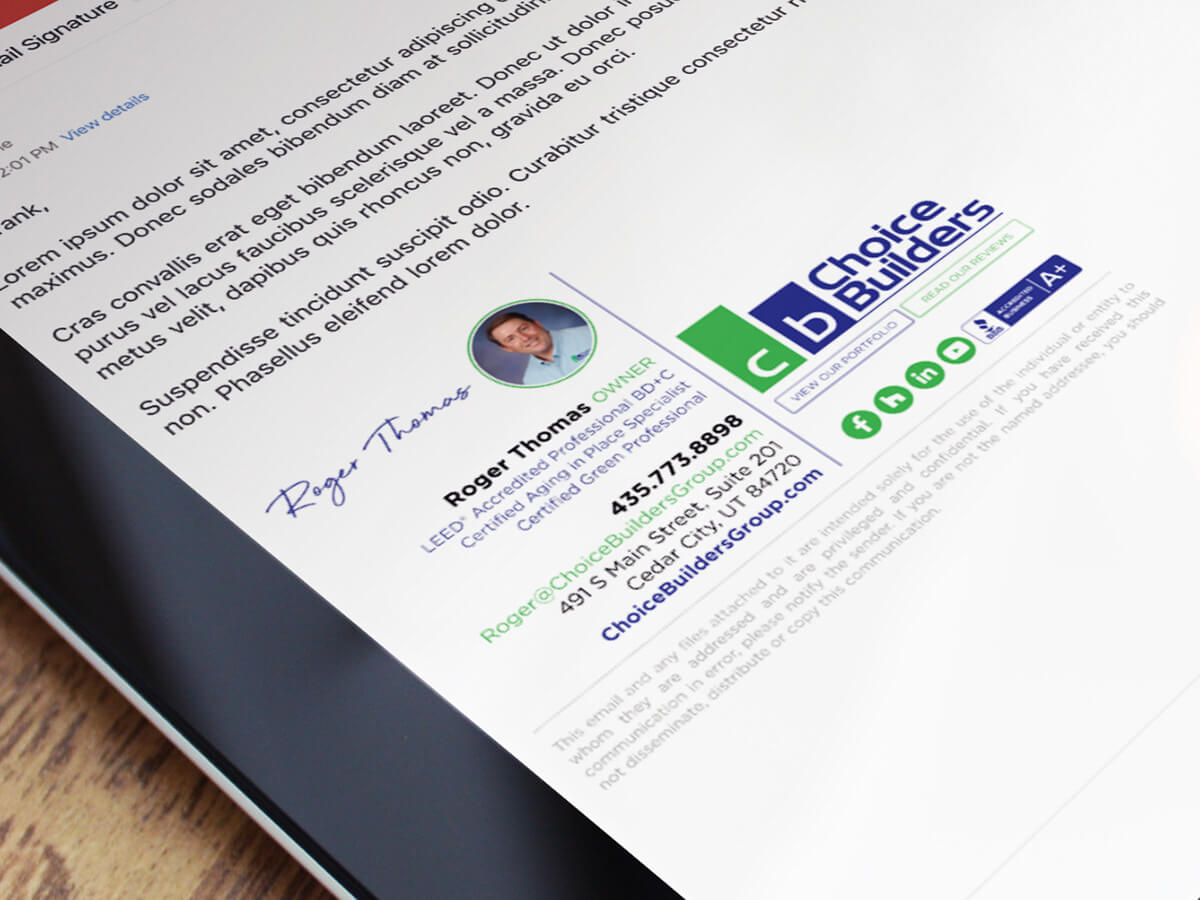 ail Signature
2:01 PM View details
rank,
Lorem ipsum dolor sit amet, consectetur adipiscing
maximus. Donec sodales bibendum diam at sollicitudin
Cras convallis erat eget bibendum laoreet. Donec ut dolor in
purus vel lacus faucibus scelerisque vel a massa. Donec posu
metus velit, dapibus quis rhoncus non, gravida eu orci.
Suspendisse tincidunt suscipit odio. Curabitur tristique consectetur
non. Phasellus eleifend lorem dolor.
Roger Thomas
Roger Thomas OWNER
LEED® Accredited Professional BD+C
Certified Aging in Place Specialist
Certified Green Professional
435.773.8898
Roger@ChoiceBuildersGroup.com
491 S Main Street, Suite 201
Cedar City, UT 84720
ChoiceBuildersGroup.com
c b
Choice
Builders
VIEW OUR PORTFOLIO
READ OUR REVIEWS
f h in
BBB
ACCREDITED
BUSINESS
A+
This email and any files attached to it are intended solely for the use of the individual or entity to
whom they are addressed and are privileged and confidential. If you have received this
communication in error, please notify the sender. If you are not the named addressee, you should
not disseminate, distribute or copy this communication.